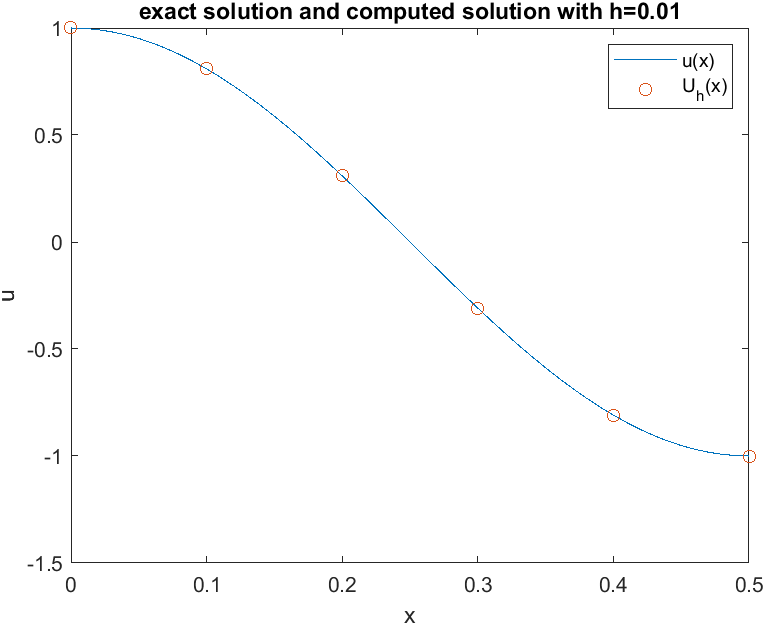 exact solution and computed solution with h=0.01
u(x)
U_h(x)
1
0.5
0
-0.5
-1
-1.5
u
0
0.1
0.2
0.3
0.4
0.5
x